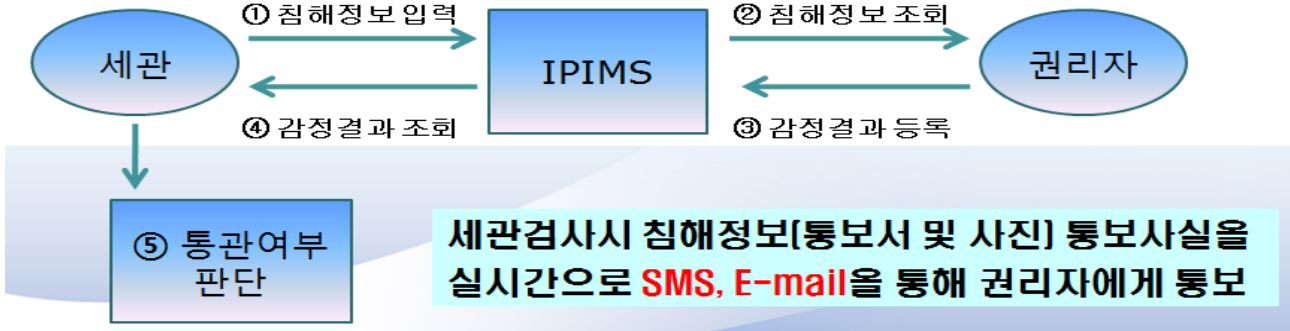 ① 침해정보입력
② 침해정보조회
세관
IPIMS
권리자
④ 감정결과조회
③ 감정결과등록
⑤ 통관여부
판단
세관검사시 침해정보(통보서 및 사진) 통보사실을
실시간으로 SMS, E-mail을 통해 권리자에게 통보